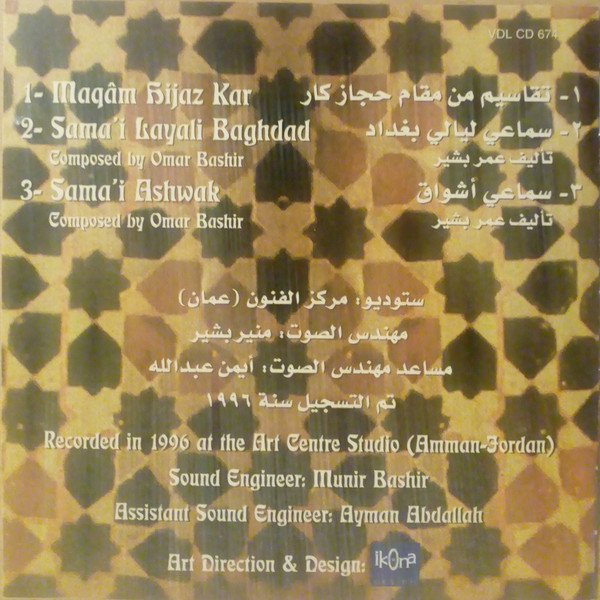 VDL CD 674
1- Maqâm Hijaz Kar
١- تقاسيم من مقام حجاز كار
2- Sama'i Layali Baghdad
٢- سماعي ليالي بغداد
Composed by Omar Bashir
تاليف عمر بشير
3- Sama'i Ashwak
٣- سماعي أشواق
Composed by Omar Bashir
تأليف عمر بشير
ستوديو: مركز الفنون (عمان)
مهندس الصوت: منير بشير
مساعد مهندس الصوت: أيمن عبدالله
تم التسجيل سنة ١٩٩٦
Recorded in 1996 at the Art Centre Studio (Amman-Jordan)
Sound Engineer: Munir Bashir
Assistant Sound Engineer: Ayman Abdallah
Art Direction & Design: ikOna